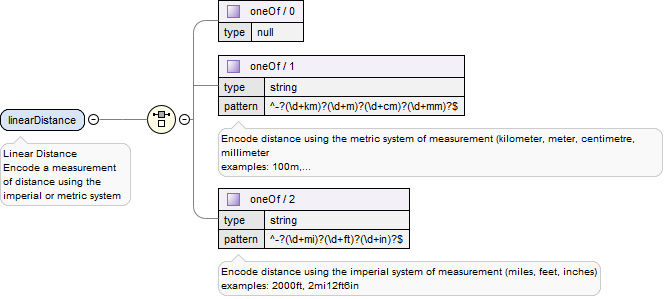 oneOf / 0
type null
oneOf / 1
type string
pattern ^-?(\d+km)?(\d+m)?(\d+cm)?(\d+mm)?$
linearDistance
Linear Distance
Encode a measurement
of distance using the
imperial or metric system
Encode distance using the metric system of measurement (kilometer, meter, centimetre,
millimeter
examples: 100m,...
oneOf / 2
type string
pattern ^-?(\d+mi)?(\d+ft)?(\d+in)?$
Encode distance using the imperial system of measurement (miles, feet, inches)
examples: 2000ft, 2mi12ft6in